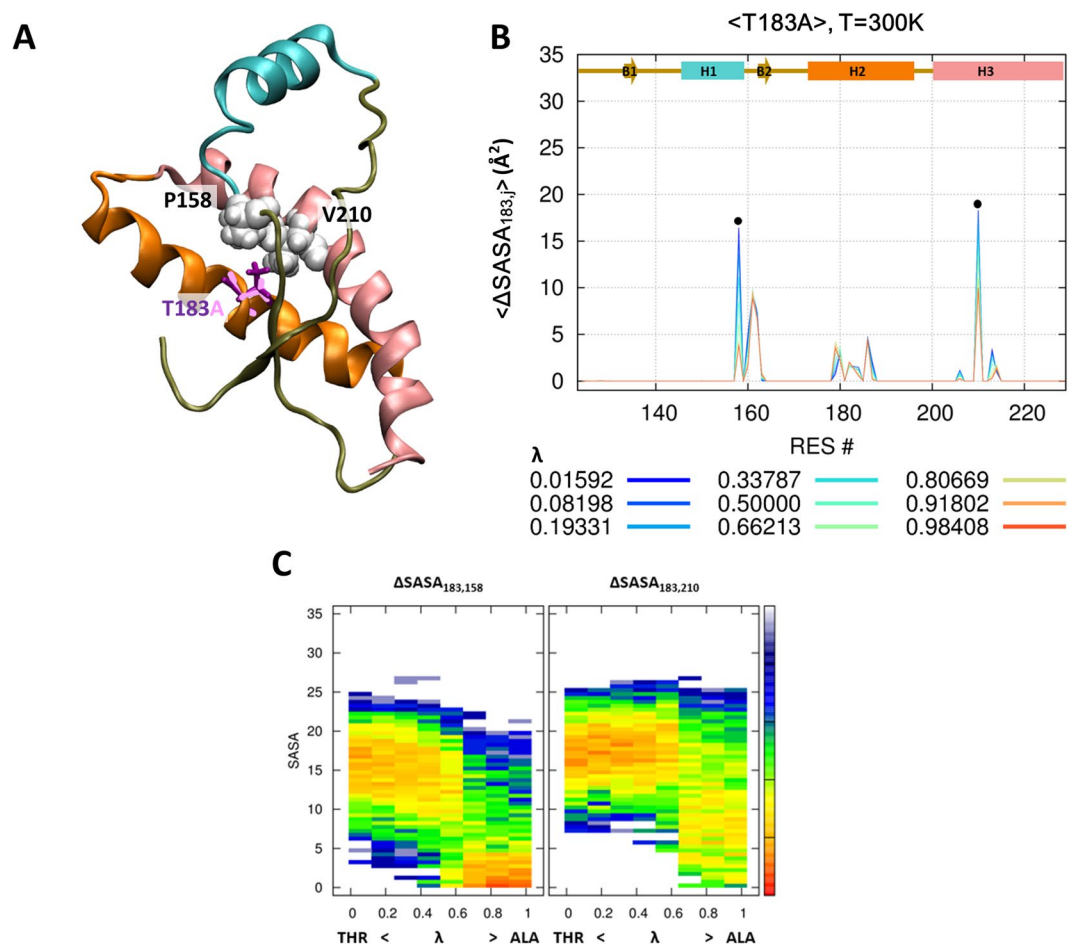 A
P158
V210
T183A
B
<T183A>, T=300K
<ΔSASA183,j> (Å²)
35
30
25
20
15
10
5
0
B1 H1 B2 H2 H3
140 160 180 200 220
RES #
λ
0.01592 0.33787 0.80669
0.08198 0.50000 0.91802
0.19331 0.66213 0.98408
C
ΔSASA183,158 ΔSASA183,210
SASA
35
30
25
20
15
10
5
0
0 0.2 0.4 0.6 0.8 1 0 0.2 0.4 0.6 0.8 1
THR < λ > ALA THR < λ > ALA